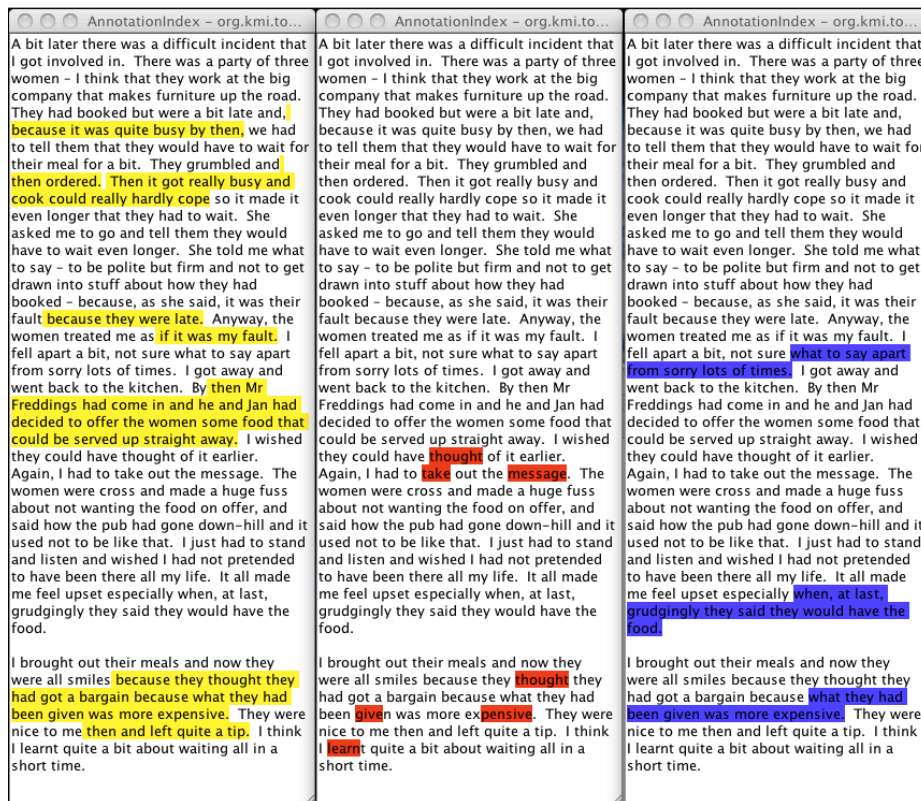 AnnotationIndex – org.kmi.to...
A bit later there was a difficult incident that
I got involved in.  There was a party of three
women – I think that they work at the big
company that makes furniture up the road.
They had booked but were a bit late and,
because it was quite busy by then, we had
to tell them that they would have to wait for
their meal for a bit.  They grumbled and
then ordered.  Then it got really busy and
cook could really hardly cope so it made it
even longer that they had to wait.  She
asked me to go and tell them they would
have to wait even longer.  She told me what
to say – to be polite but firm and not to get
drawn into stuff about how they had
booked – because, as she said, it was their
fault because they were late.  Anyway, the
women treated me as if it was my fault.  I
fell apart a bit, not sure what to say apart
from sorry lots of times.  I got away and
went back to the kitchen.  By then Mr
Freddings had come in and he and Jan had
decided to offer the women some food that
could be served up straight away.  I wished
they could have thought of it earlier.
Again, I had to take out the message.  The
women were cross and made a huge fuss
about not wanting the food on offer, and
said how the pub had gone down-hill and it
used not to be like that.  I just had to stand
and listen and wished I had not pretended
to have been there all my life.  It all made
me feel upset especially when, at last,
grudgingly they said they would have the
food.
I brought out their meals and now they
were all smiles because they thought they
had got a bargain because what they had
been given was more expensive.  They were
nice to me then and left quite a tip.  I think
I learnt quite a bit about waiting all in a
short time.
AnnotationIndex – org.kmi.to...
A bit later there was a difficult incident that
I got involved in.  There was a party of three
women – I think that they work at the big
company that makes furniture up the road.
They had booked but were a bit late and,
because it was quite busy by then, we had
to tell them that they would have to wait for
their meal for a bit.  They grumbled and
then ordered.  Then it got really busy and
cook could really hardly cope so it made it
even longer that they had to wait.  She
asked me to go and tell them they would
have to wait even longer.  She told me what
to say – to be polite but firm and not to get
drawn into stuff about how they had
booked – because, as she said, it was their
fault because they were late.  Anyway, the
women treated me as if it was my fault.  I
fell apart a bit, not sure what to say apart
from sorry lots of times.  I got away and
went back to the kitchen.  By then Mr
Freddings had come in and he and Jan had
decided to offer the women some food that
could be served up straight away.  I wished
they could have thought of it earlier.
Again, I had to take out the message.  The
women were cross and made a huge fuss
about not wanting the food on offer, and
said how the pub had gone down-hill and it
used not to be like that.  I just had to stand
and listen and wished I had not pretended
to have been there all my life.  It all made
me feel upset especially when, at last,
grudgingly they said they would have the
food.
I brought out their meals and now they
were all smiles because they thought they
had got a bargain because what they had
been given was more expensive.  They were
nice to me then and left quite a tip.  I think
I learnt quite a bit about waiting all in a
short time.
AnnotationIndex – org.kmi.to...
A bit later there was a difficult incident that
I got involved in.  There was a party of three
women – I think that they work at the big
company that makes furniture up the road.
They had booked but were a bit late and,
because it was quite busy by then, we had
to tell them that they would have to wait for
their meal for a bit.  They grumbled and
then ordered.  Then it got really busy and
cook could really hardly cope so it made it
even longer that they had to wait.  She
asked me to go and tell them they would
have to wait even longer.  She told me what
to say – to be polite but firm and not to get
drawn into stuff about how they had
booked – because, as she said, it was their
fault because they were late.  Anyway, the
women treated me as if it was my fault.  I
fell apart a bit, not sure what to say apart
from sorry lots of times.  I got away and
went back to the kitchen.  By then Mr
Freddings had come in and he and Jan had
decided to offer the women some food that
could be served up straight away.  I wished
they could have thought of it earlier.
Again, I had to take out the message.  The
women were cross and made a huge fuss
about not wanting the food on offer, and
said how the pub had gone down-hill and it
used not to be like that.  I just had to stand
and listen and wished I had not pretended
to have been there all my life.  It all made
me feel upset especially when, at last,
grudgingly they said they would have the
food.
I brought out their meals and now they
were all smiles because they thought they
had got a bargain because what they had
been given was more expensive.  They were
nice to me then and left quite a tip.  I think
I learnt quite a bit about waiting all in a
short time.